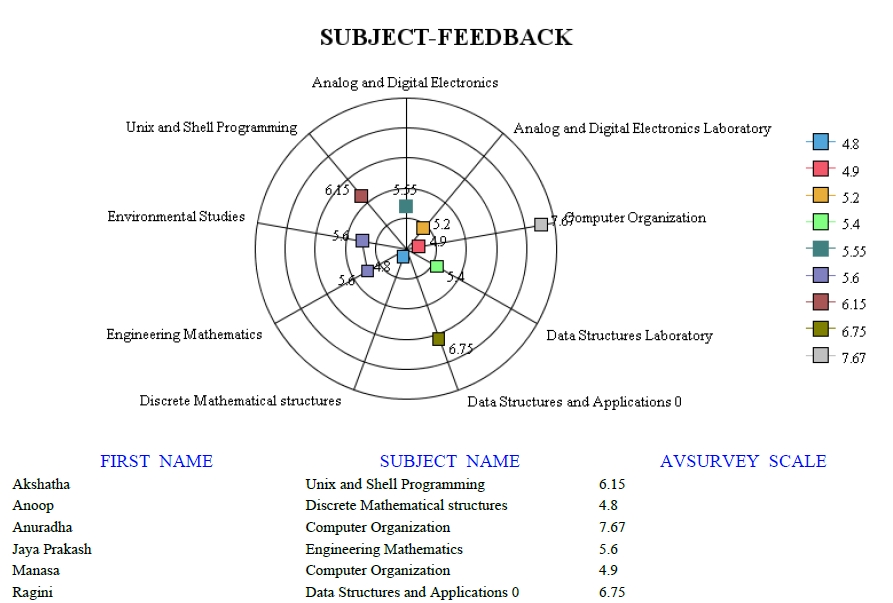 SUBJECT-FEEDBACK
Analog and Digital Electronics
Unix and Shell Programming
Analog and Digital Electronics Laboratory
4.8
4.9
5.2
5.4
5.55
5.6
6.15
6.75
7.67
6.15
5.55
Environmental Studies
5.2
7.67
Computer Organization
5.6
4.9
4.8
5.6
5.4
Engineering Mathematics
Data Structures Laboratory
6.75
Discrete Mathematical structures
Data Structures and Applications 0
FIRST NAME SUBJECT NAME AVSURVEY SCALE
Akshatha Unix and Shell Programming 6.15
Anoop Discrete Mathematical structures 4.8
Anuradha Computer Organization 7.67
Jaya Prakash Engineering Mathematics 5.6
Manasa Computer Organization 4.9
Ragini Data Structures and Applications 0 6.75